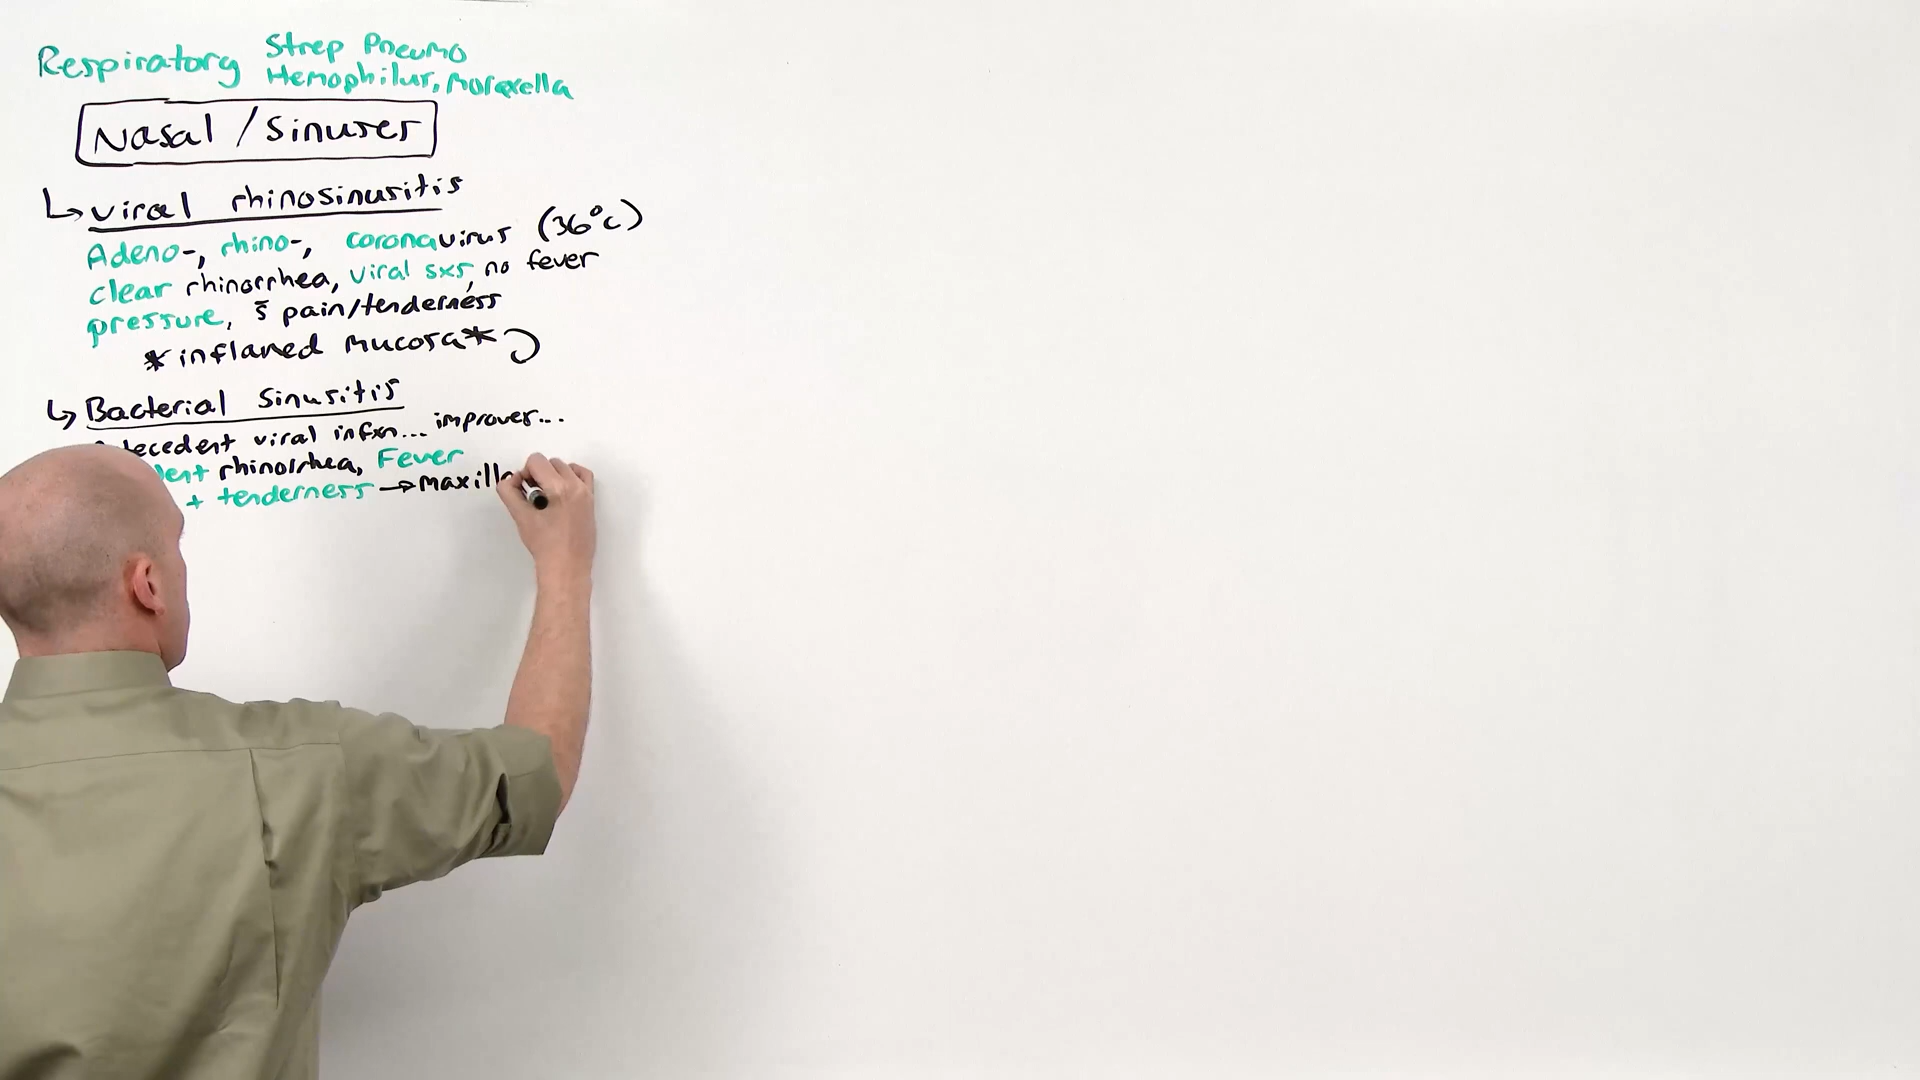 Respiratory Strep Pneumo
Hemophilus, Moraxella
Nasal / Sinuses
↳ viral rhinosinusitis
Adeno-, rhino-, coronavirus (36°C)
clear rhinorrhea, viral sxs, no fever
pressure, s̄ pain/tenderness
*inflamed mucosa*
↳ Bacterial Sinusitis
viral infxn... improves...
rhinorrhea, Fever
+ tenderness → maxill